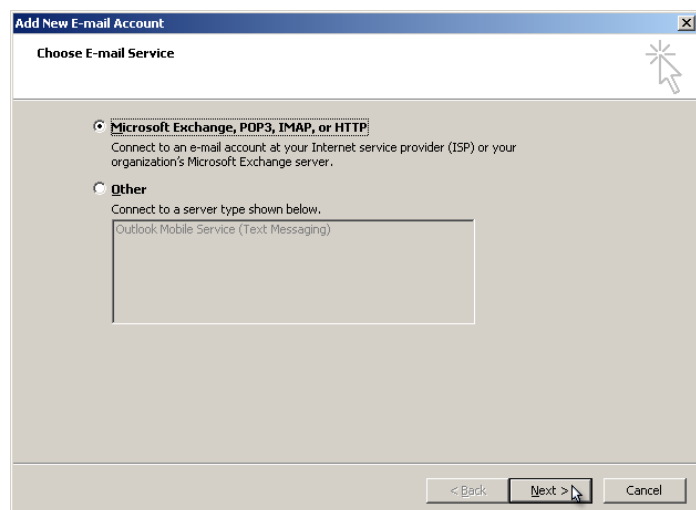 Add New E-mail Account
Choose E-mail Service
Microsoft Exchange, POP3, IMAP, or HTTP
Connect to an e-mail account at your Internet service provider (ISP) or your
organization's Microsoft Exchange server.
Other
Connect to a server type shown below.
Outlook Mobile Service (Text Messaging)
< Back
Next >
Cancel